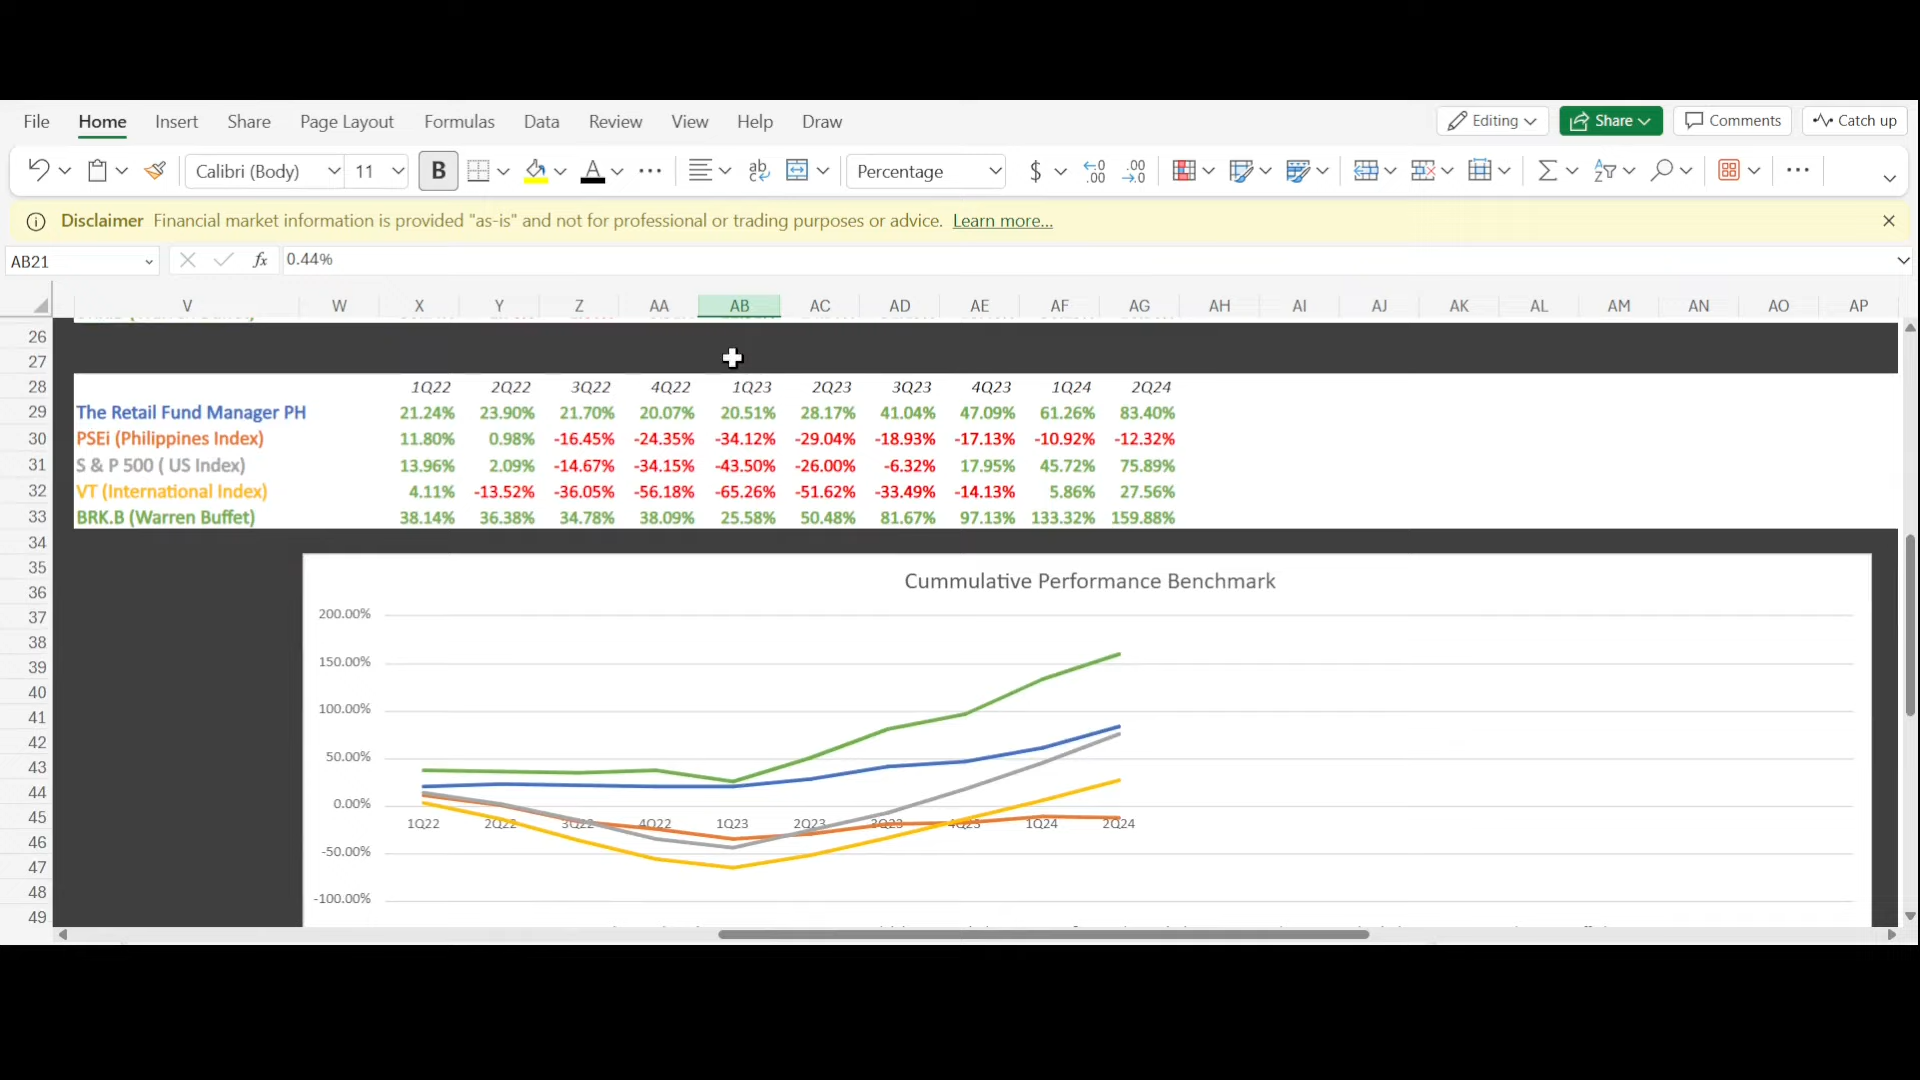 File Home Insert Share Page Layout Formulas Data Review View Help Draw Editing Share Comments Catch up
Calibri (Body) 11 B A ab Percentage $ .00 .00
Disclaimer Financial market information is provided "as-is" and not for professional or trading purposes or advice. Learn more...
AB21 fx 0.44%
V W X Y Z AA AB AC AD AE AF AG AH AI AJ AK AL AM AN AO AP
26
27
28 1Q22 2Q22 3Q22 4Q22 1Q23 2Q23 3Q23 4Q23 1Q24 2Q24
29 The Retail Fund Manager PH 21.24% 23.90% 21.70% 20.07% 20.51% 28.17% 41.04% 47.09% 61.26% 83.40%
30 PSEi (Philippines Index) 11.80% 0.98% -16.45% -24.35% -34.12% -29.04% -18.93% -17.13% -10.92% -12.32%
31 S & P 500 ( US Index) 13.96% 2.09% -14.67% -34.15% -43.50% -26.00% -6.32% 17.95% 45.72% 75.89%
32 VT (International Index) 4.11% -13.52% -36.05% -56.18% -65.26% -51.62% -33.49% -14.13% 5.86% 27.56%
33 BRK.B (Warren Buffet) 38.14% 36.38% 34.78% 38.09% 25.58% 50.48% 81.67% 97.13% 133.32% 159.88%
34
35
36 Cummulative Performance Benchmark
37 200.00%
38
39 150.00%
40
41 100.00%
42
43 50.00%
44
45 0.00%
1Q22 2Q22 3Q22 4Q22 1Q23 2Q23 3Q23 4Q23 1Q24 2Q24
46
47 -50.00%
48 -100.00%
49